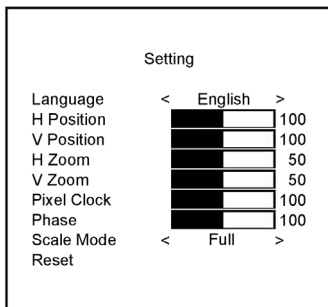 Setting
Language < English >
H Position 100
V Position 100
H Zoom 50
V Zoom 50
Pixel Clock 100
Phase 100
Scale Mode < Full >
Reset